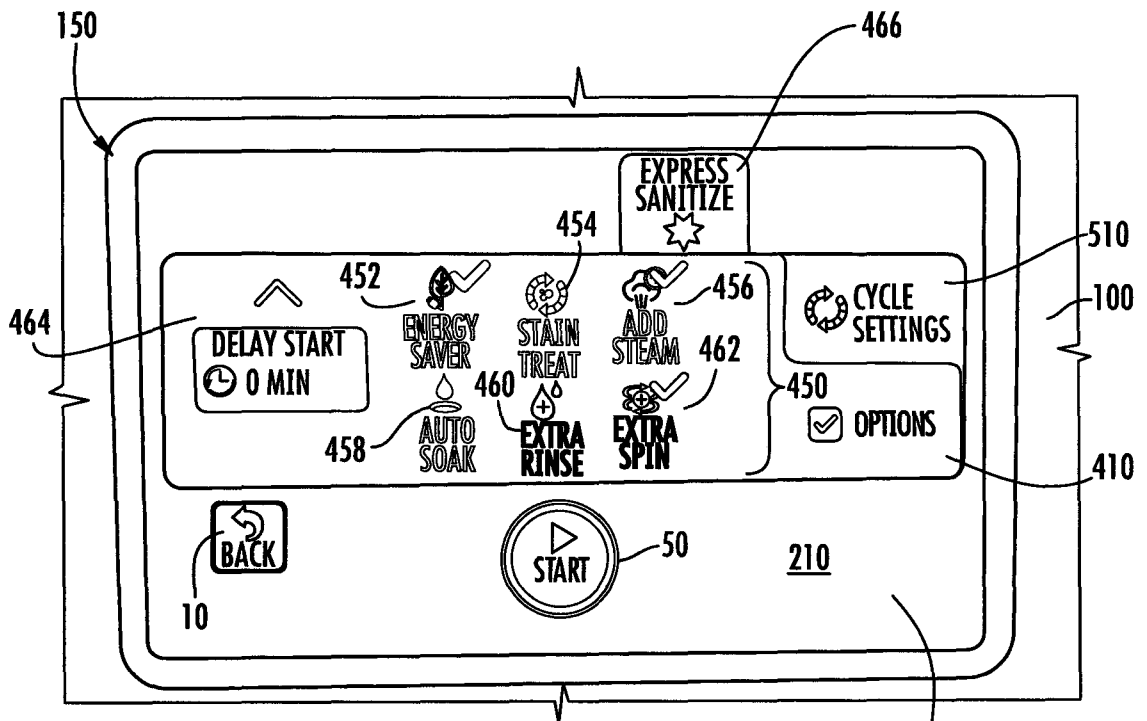 150
466
EXPRESS
SANITIZE
454
510
452
456
CYCLE
SETTINGS
100
464
ENERGY
SAVER
STAIN
TREAT
ADD
STEAM
DELAY START
0 MIN
460
462
450
458
AUTO
SOAK
EXTRA
RINSE
EXTRA
SPIN
OPTIONS
410
BACK
START
50
210
10